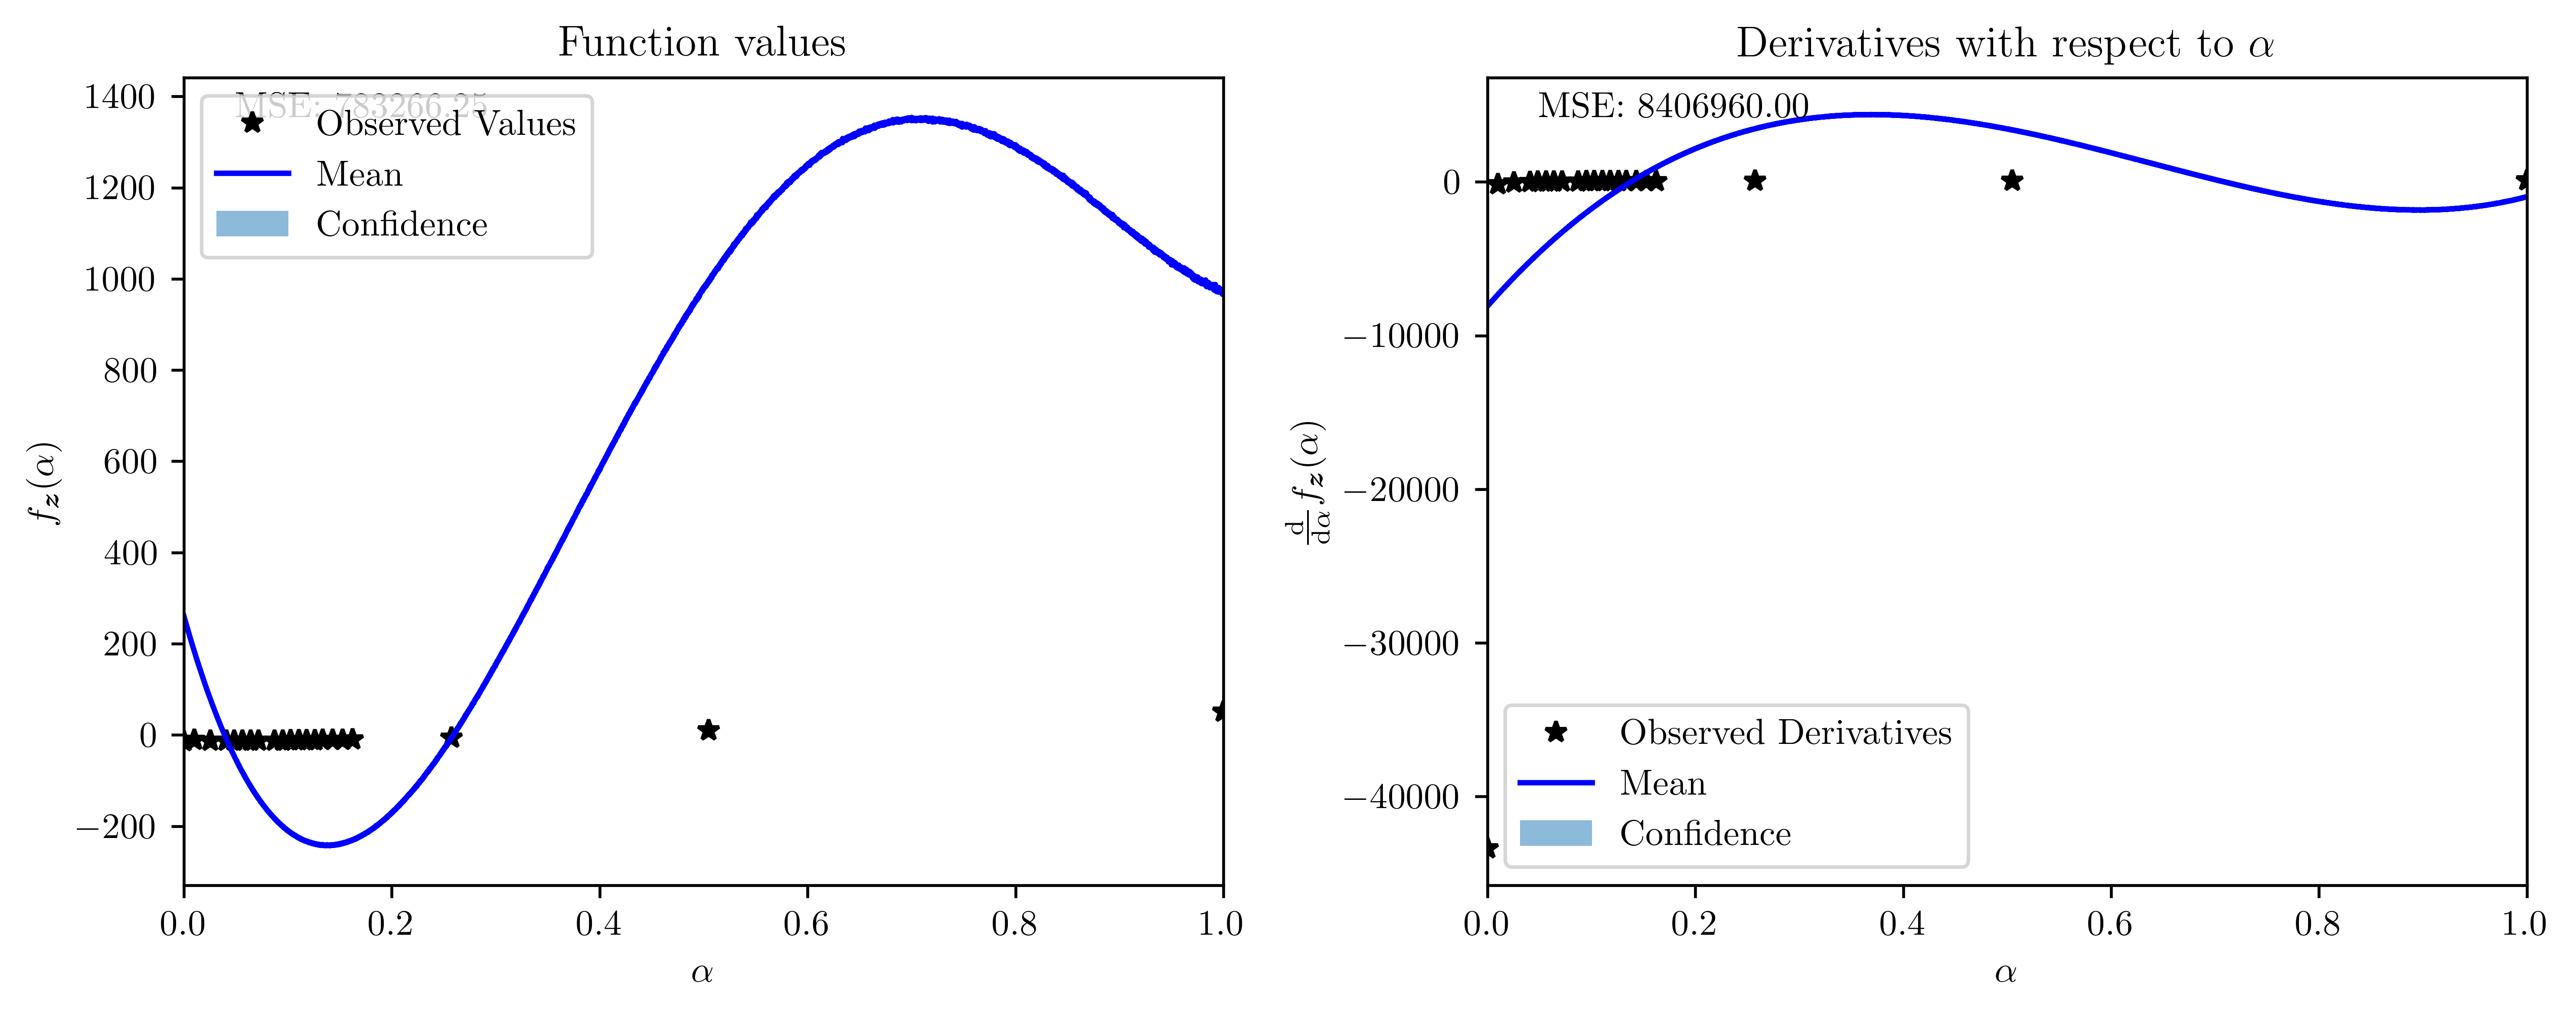 Function values
1400
1200
1000
800
600
400
200
0
−200
MSE: 783266.25
Observed Values
Mean
Confidence
f_z(α)
0.0 0.2 0.4 0.6 0.8 1.0
α
Derivatives with respect to α
0
−10000
−20000
−30000
−40000
MSE: 8406960.00
d/dα f_z(α)
Observed Derivatives
Mean
Confidence
0.0 0.2 0.4 0.6 0.8 1.0
α